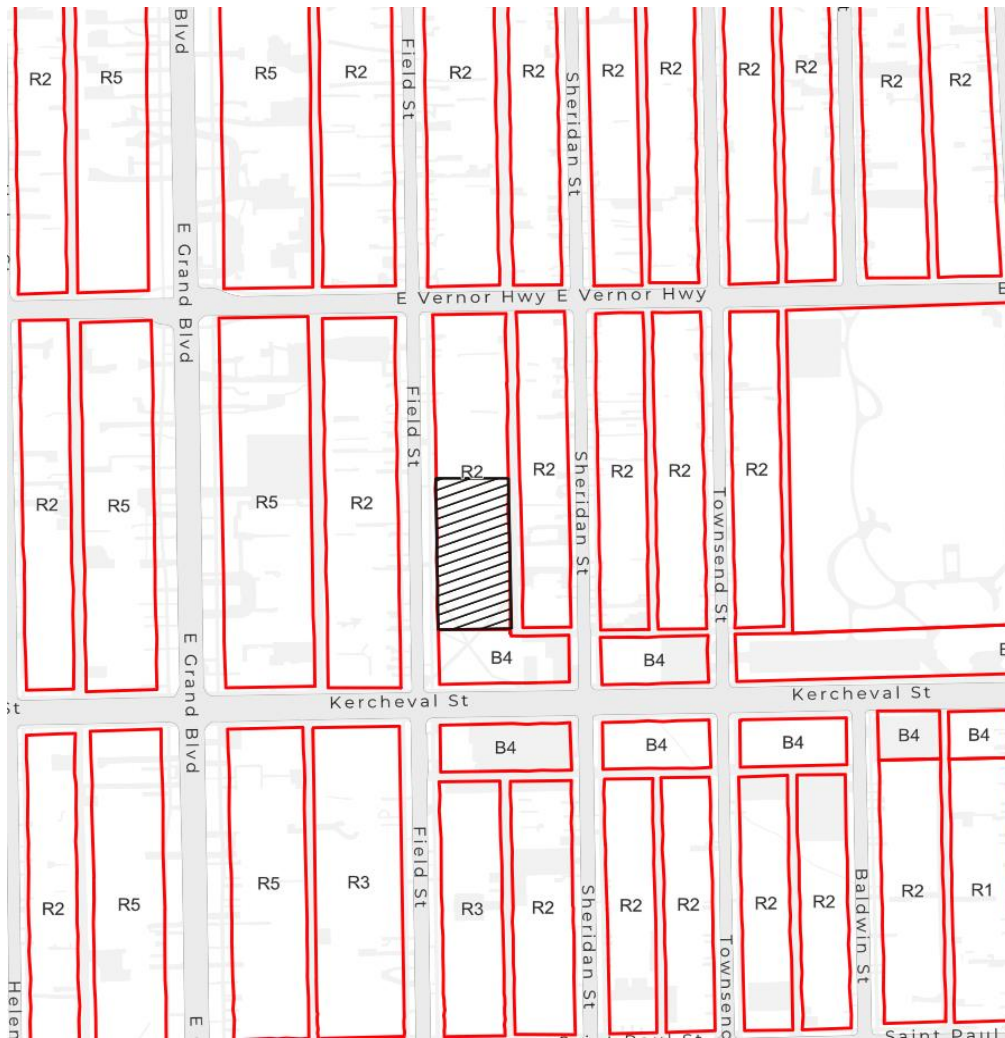 Blvd
R2
R5
R5
R2
Field St
R2
R2
Sheridan St
R2
R2
R2
R2
R2
R2
E Grand Blvd
E Vernor Hwy E Vernor Hwy
E
Blvd
R2
R5
R5
R2
Field St
R2
R2
Sheridan St
R2
R2
Townsend St
R2
B4
B4
E Grand Blvd
Kercheval St
Kercheval St
St
B4
B4
B4
B4
B4
R2
R5
R5
R3
Field St
R3
R2
Sheridan St
R2
R2
Townsend
R2
R2
Baldwin St
R2
R1
Helen
E
Saint Paul